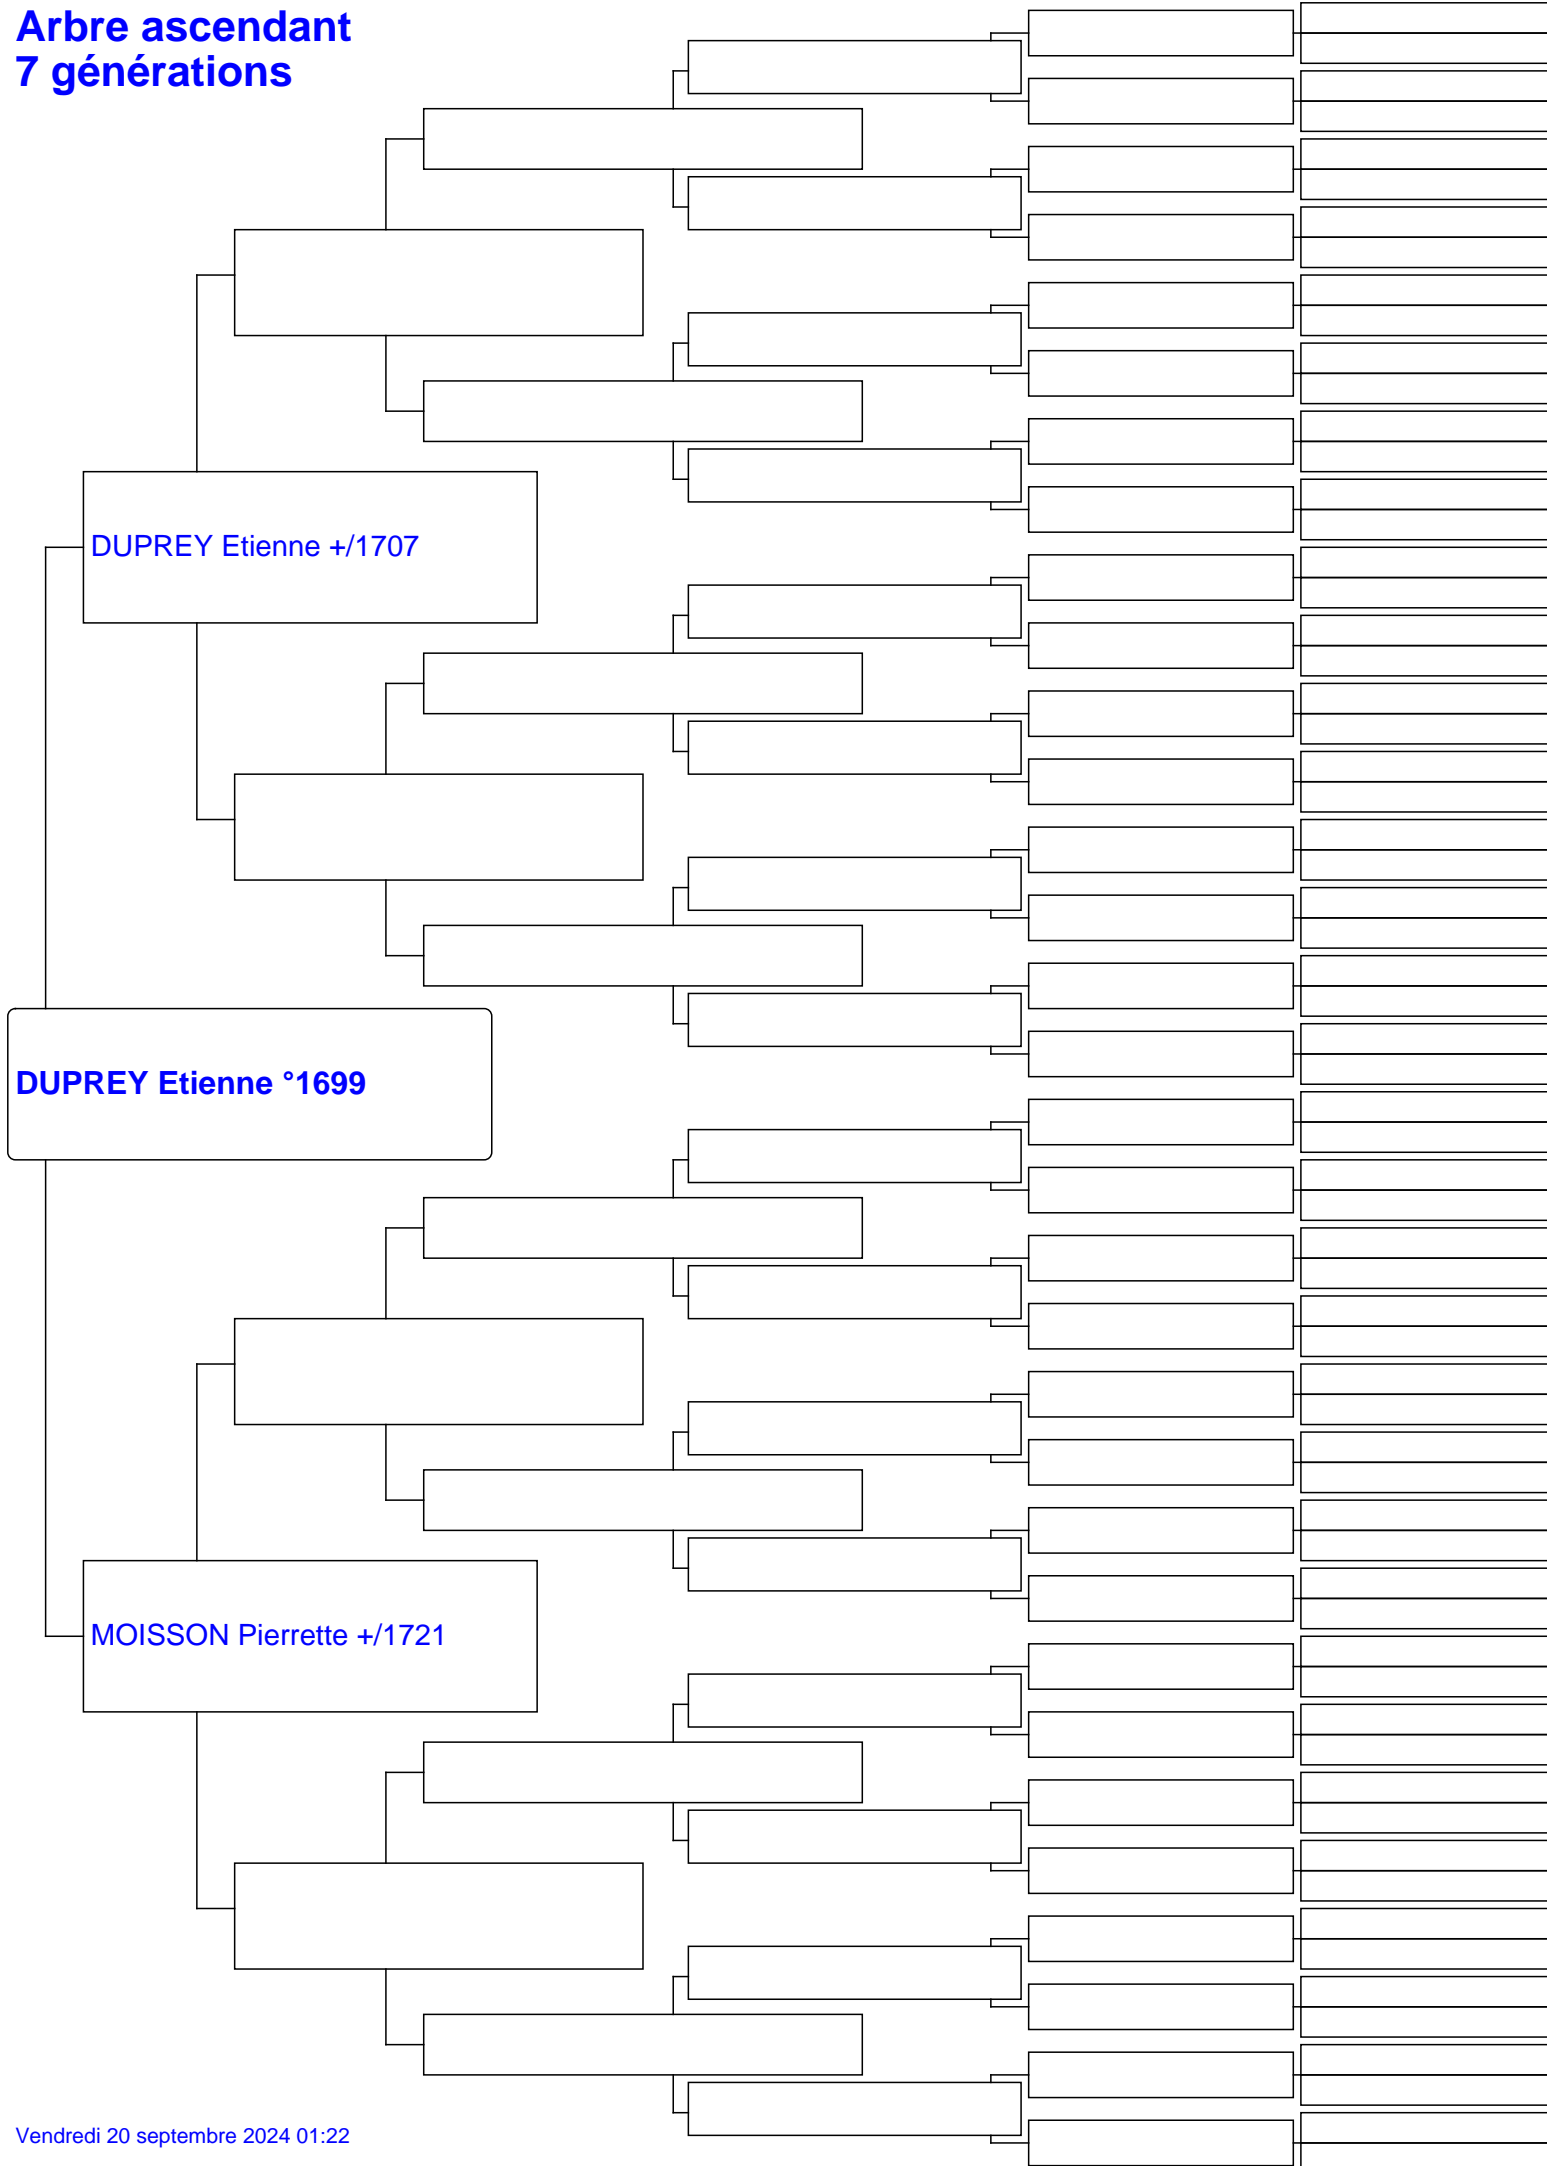 Arbre ascendant
7 générations
DUPREY Etienne +/1707
DUPREY Etienne °1699
MOISSON Pierrette +/1721
Vendredi 20 septembre 2024 01:22